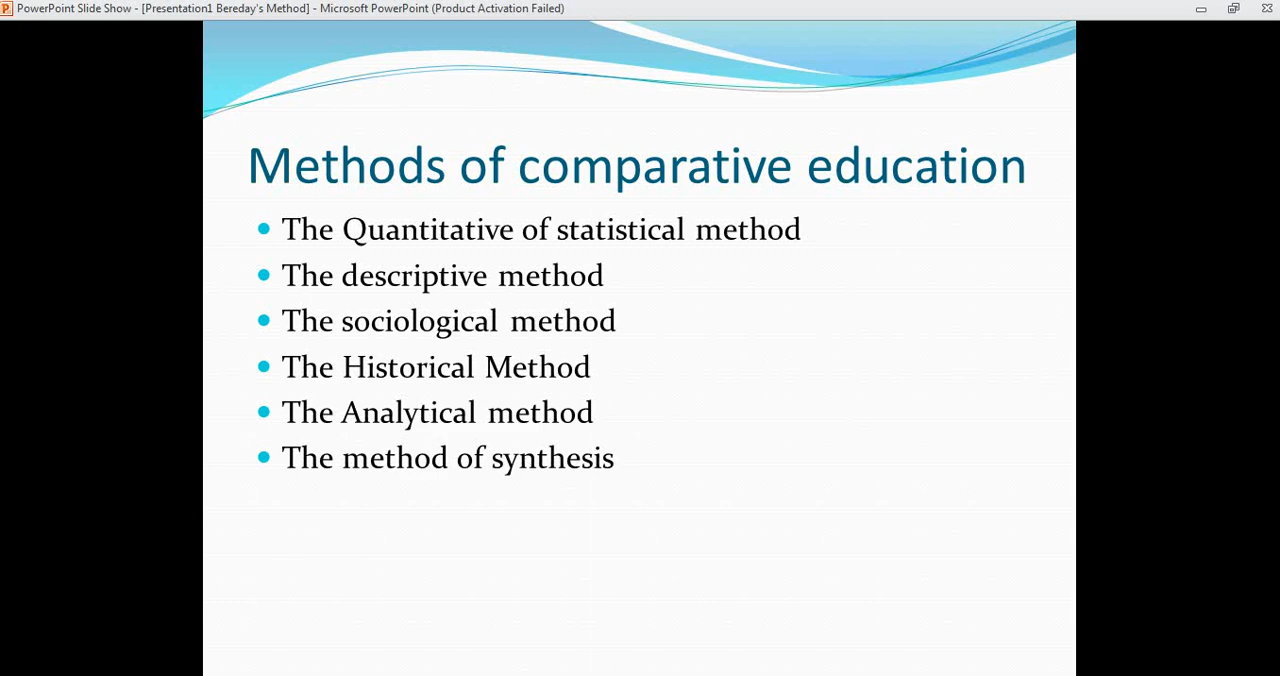 PowerPoint Slide Show - [Presentation1 Bereday's Method] - Microsoft PowerPoint (Product Activation Failed)
Methods of comparative education
• The Quantitative of statistical method
• The descriptive method
• The sociological method
• The Historical Method
• The Analytical method
• The method of synthesis